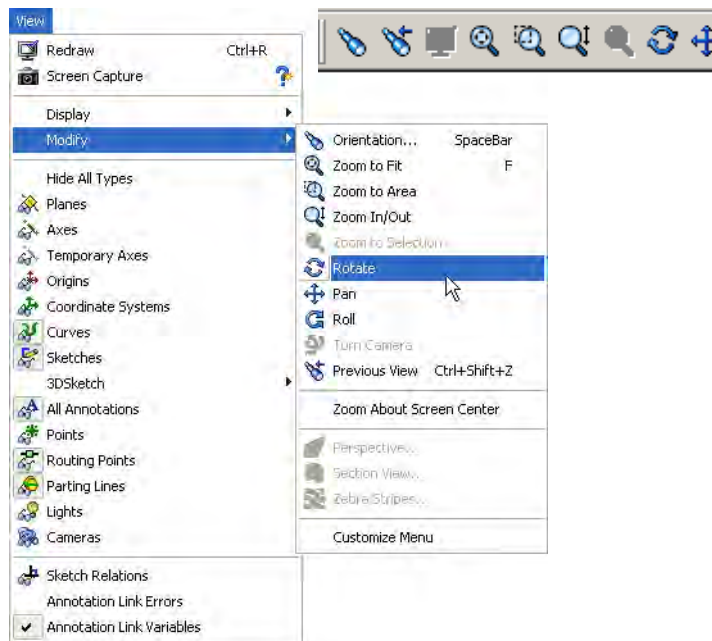 View
Redraw Ctrl+R
Screen Capture
Display
Modify
Hide All Types
Planes
Axes
Temporary Axes
Origins
Coordinate Systems
Curves
Sketches
3DSketch
All Annotations
Points
Routing Points
Parting Lines
Lights
Cameras
Sketch Relations
Annotation Link Errors
Annotation Link Variables
Orientation... SpaceBar
Zoom to Fit F
Zoom to Area
Zoom In/Out
Zoom to Selection
Rotate
Pan
Roll
Turn Camera
Previous View Ctrl+Shift+Z
Zoom About Screen Center
Perspective...
Section View...
Zebra Stripes...
Customize Menu